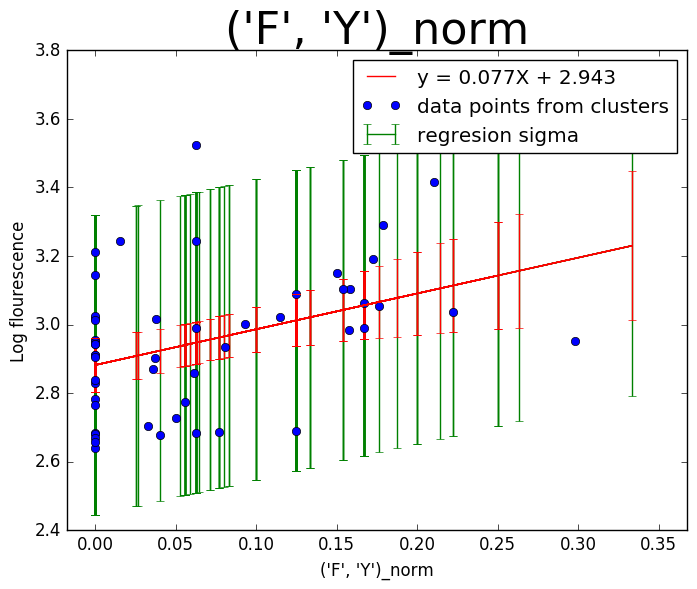 ('F', 'Y')_norm
3.8
3.6
3.4
3.2
3.0
2.8
2.6
2.4
Log flourescence
y = 0.077X + 2.943
data points from clusters
regresion sigma
0.00 0.05 0.10 0.15 0.20 0.25 0.30 0.35
('F', 'Y')_norm